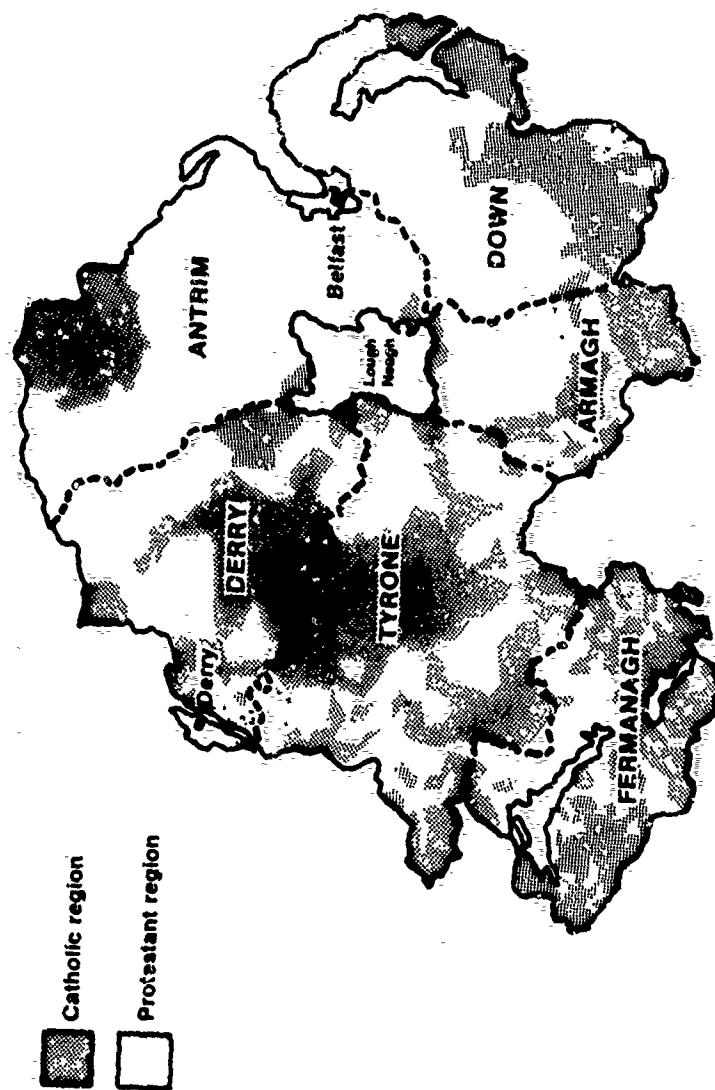 Catholic region
Protestant region
ANTRIM
DERRY
Derry
Belfast
Lough
Neagh
TYRONE
DOWN
ARMAGH
FERMANAGH